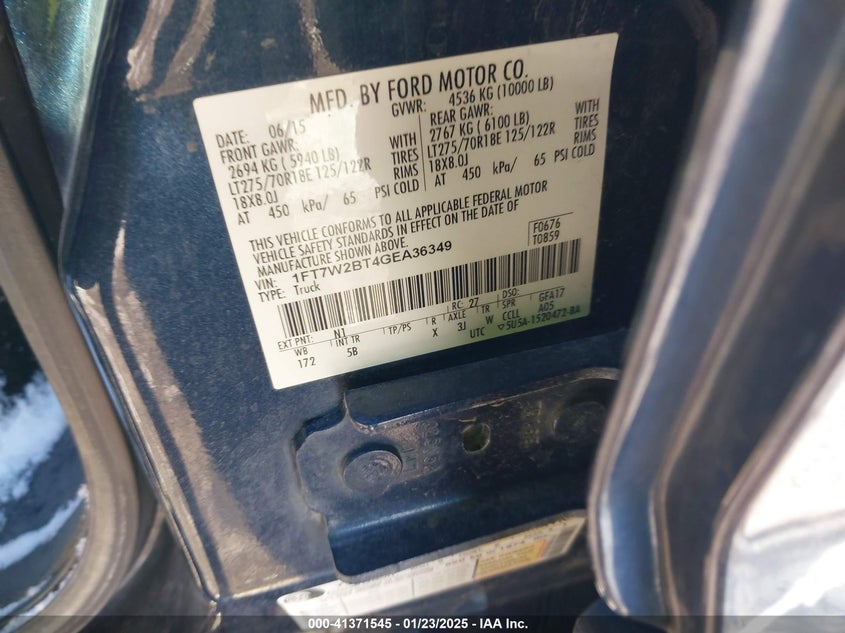 MFD. BY FORD MOTOR CO.
DATE: 06/15
GVWR: 4536 KG (10000 LB)
FRONT GAWR:
2694 KG ( 5940 LB) WITH
LT275/70R18E 125/122R TIRES
18X8.0J RIMS
AT 450 kPa/ 65 PSI COLD
REAR GAWR:
2767 KG ( 6100 LB) WITH
LT275/70R18E 125/122R TIRES
18X8.0J RIMS
AT 450 kPa/ 65 PSI COLD
THIS VEHICLE CONFORMS TO ALL APPLICABLE FEDERAL MOTOR
VEHICLE SAFETY STANDARDS IN EFFECT ON THE DATE OF
MANUFACTURE SHOWN ABOVE.
F0676
T0859
VIN: 1FT7W2BT4GEA36349
TYPE: Truck
EXT PNT: N1 RC: 27 DSO:
WB INT TR TP/PS R AXLE TR SPR GFA17
172 5B X 3J W CCLL A05
UTC ▽5U5A-1520472-BA
000-41371545 - 01/23/2025 - IAA Inc.